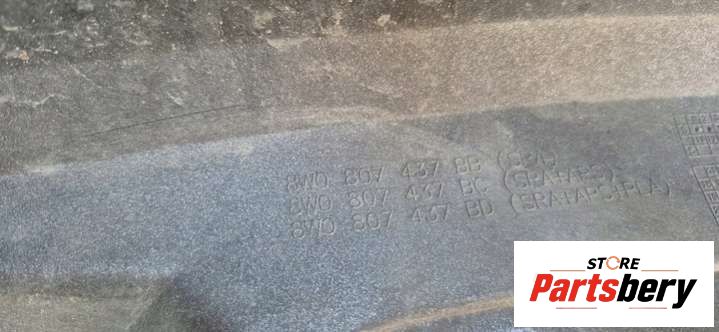 8W0 807 437 BB (SRA)
8W0 807 437 BC (SRA+APS)
8W0 807 437 BD (SRA+APS+PLA)
STORE
Partsbery